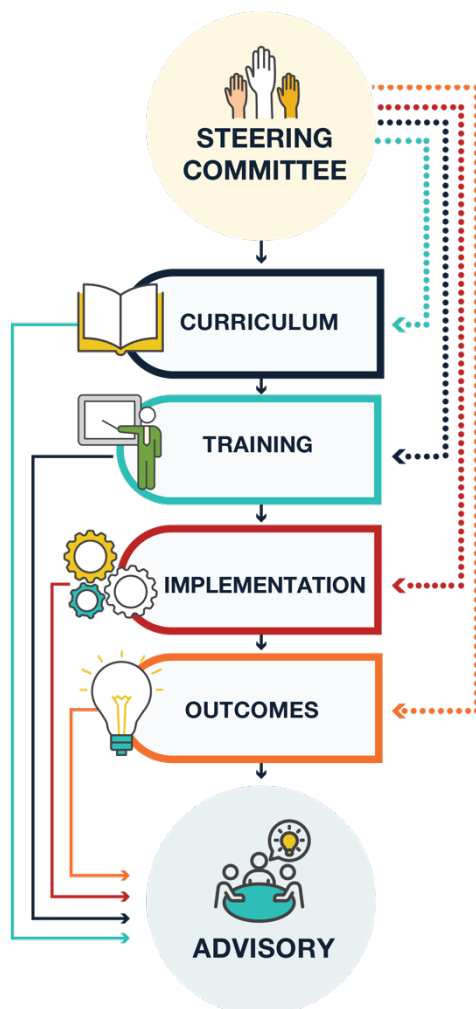 STEERING
COMMITTEE
CURRICULUM
TRAINING
IMPLEMENTATION
OUTCOMES
ADVISORY